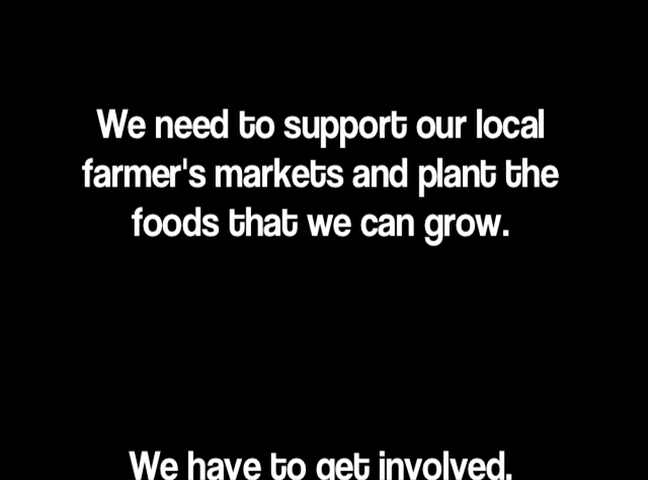 We need to support our local
farmer's markets and plant the
foods that we can grow.
We have to get involved.